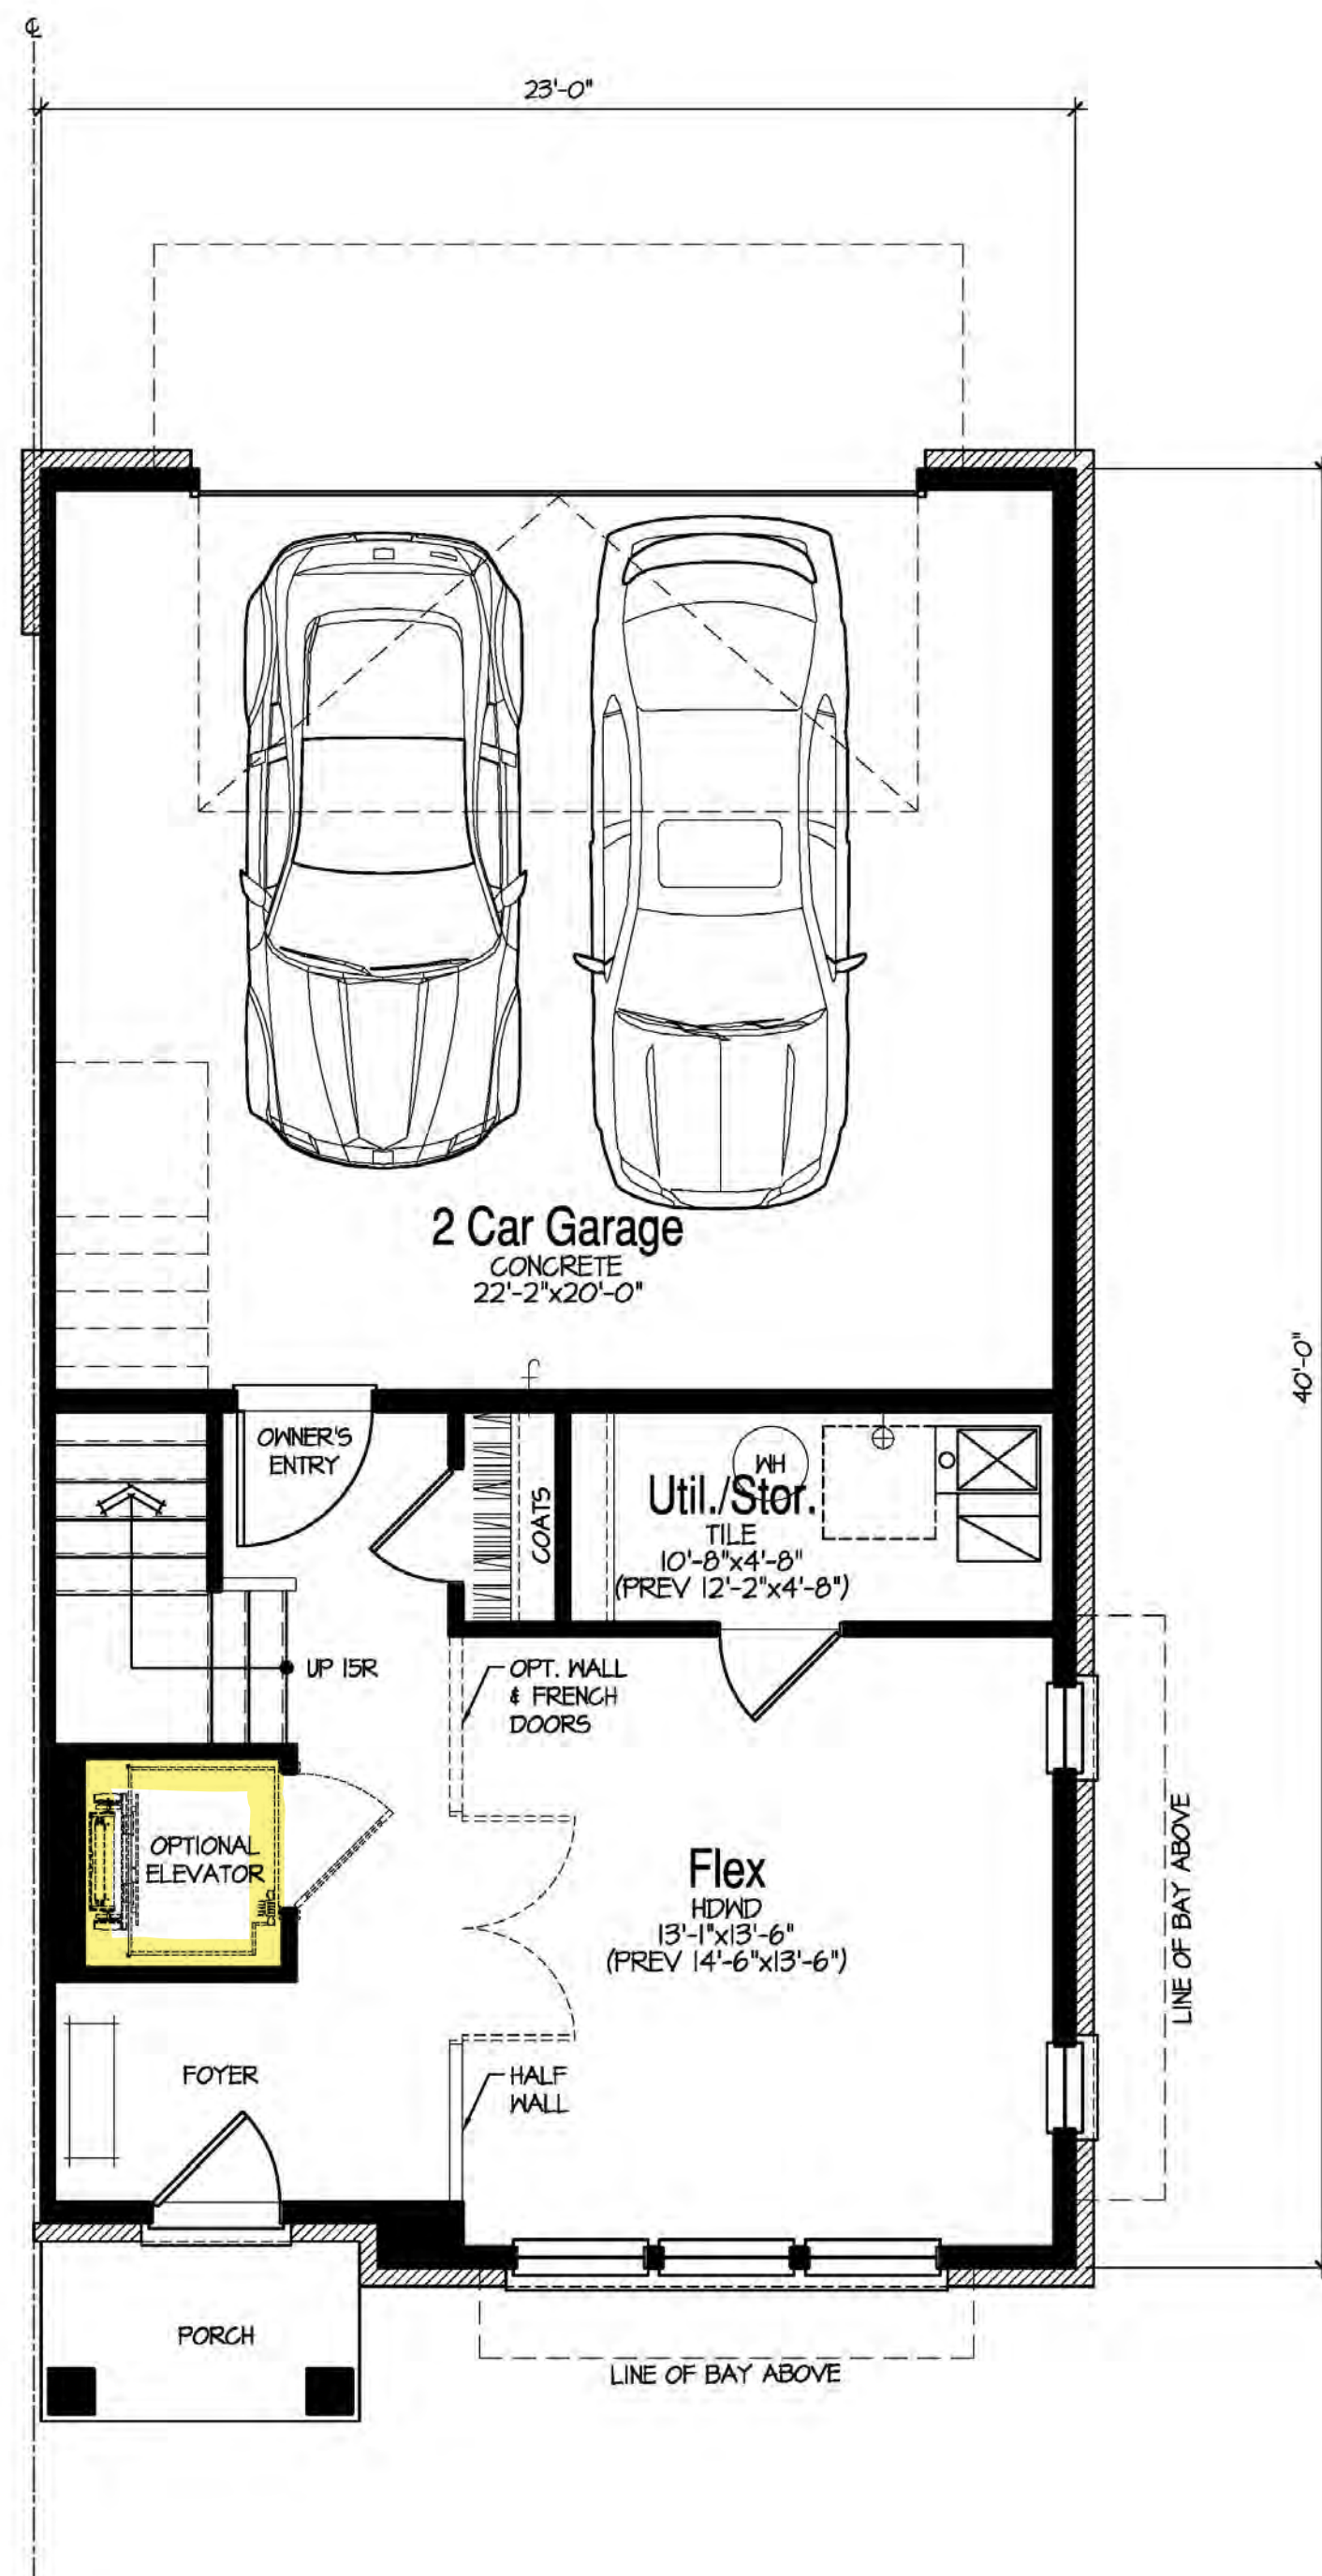 ℄
23'-0"
2 Car Garage
CONCRETE
22'-2"x20'-0"
40'-0"
OWNER'S
ENTRY
COATS
WH
Util./Stor.
TILE
10'-8"x4'-8"
(PREV 12'-2"x4'-8")
UP 15R
OPT. WALL
& FRENCH
DOORS
OPTIONAL
ELEVATOR
Flex
HDWD
13'-1"x13'-6"
(PREV 14'-6"x13'-6")
LINE OF BAY ABOVE
FOYER
HALF
WALL
PORCH
LINE OF BAY ABOVE